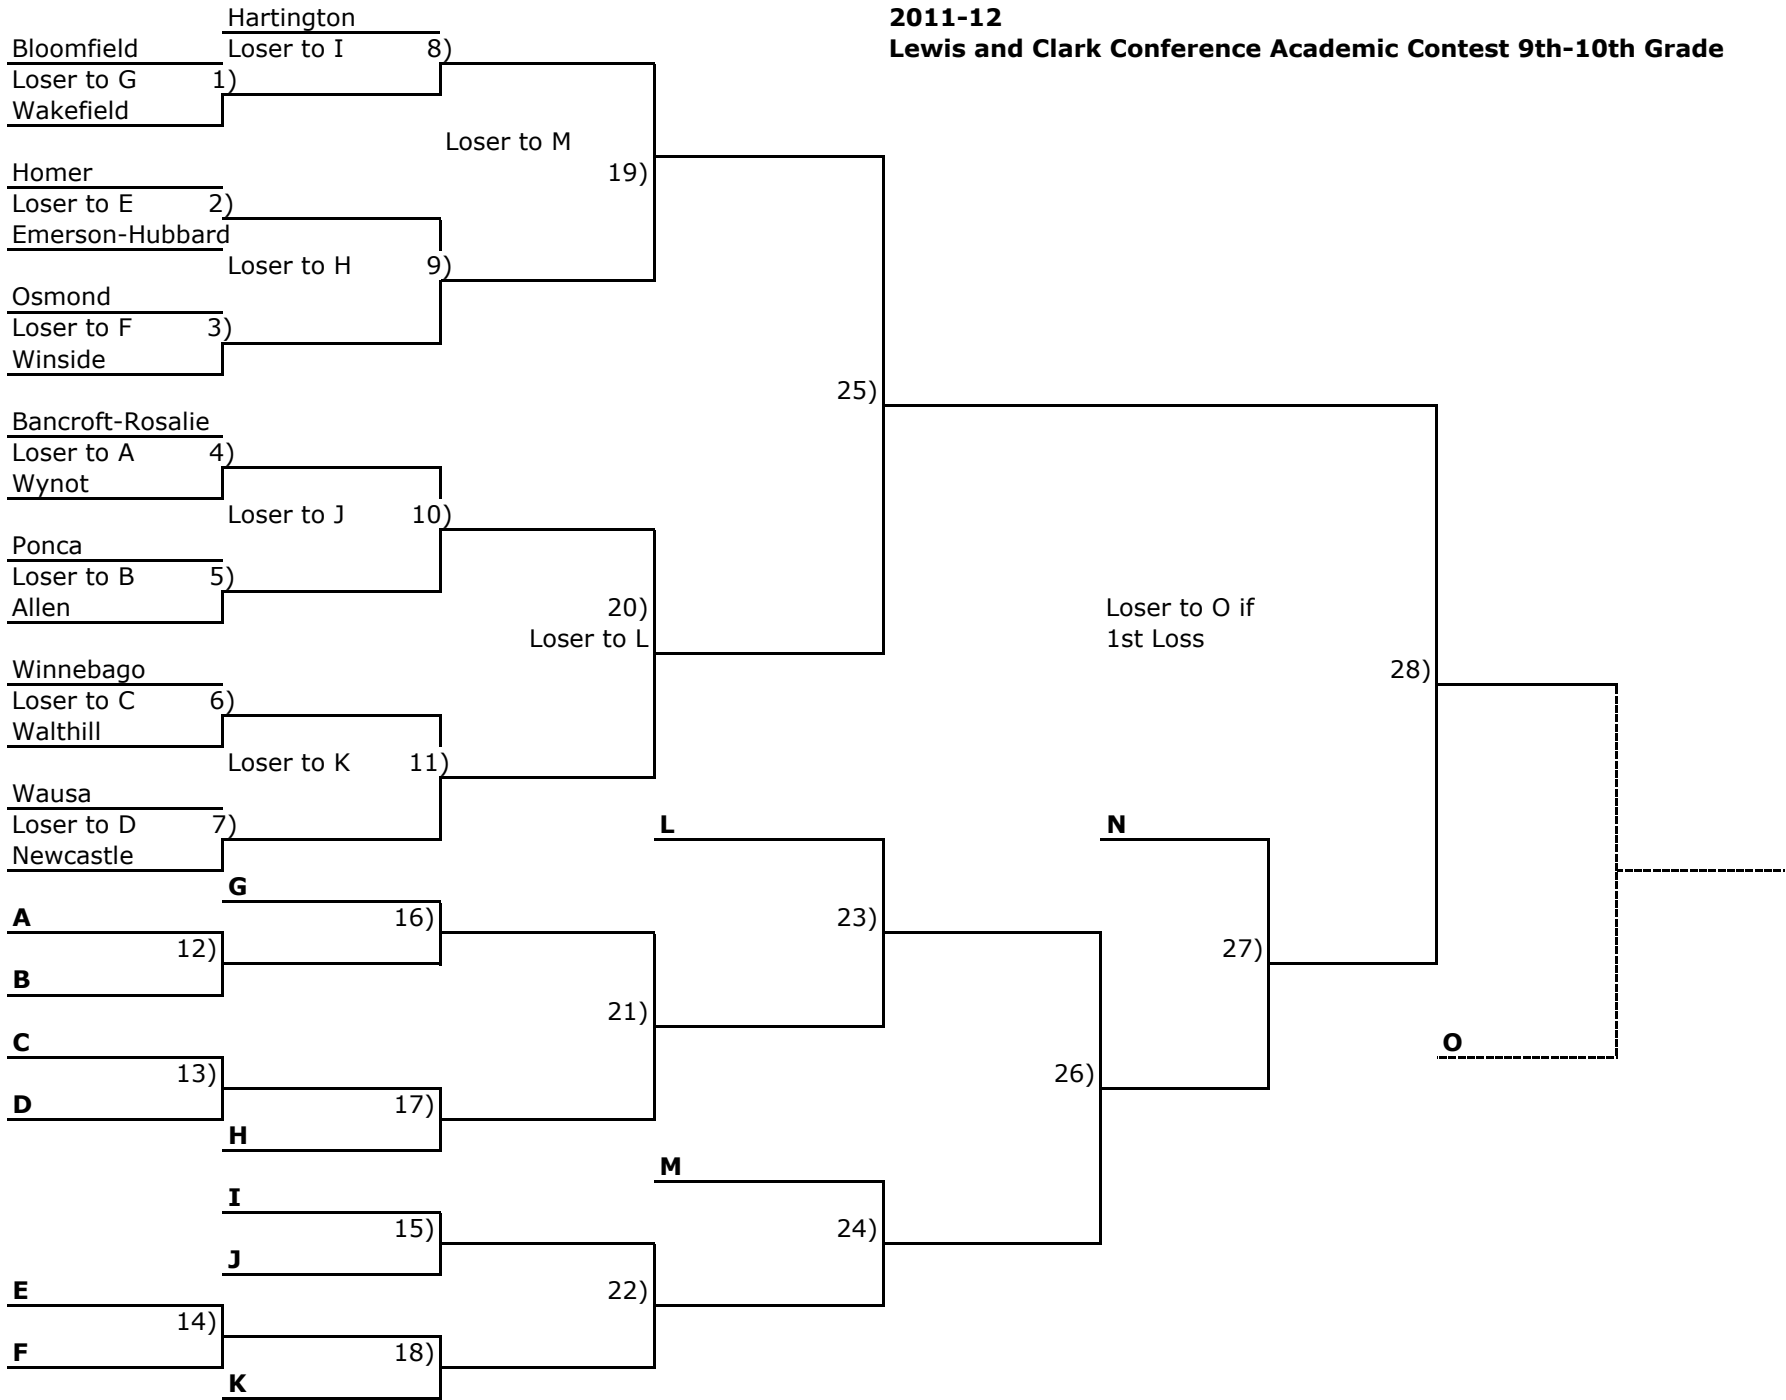 Hartington
2011-12
Bloomfield
Loser to I 8)
Lewis and Clark Conference Academic Contest 9th-10th Grade
Loser to G 1)
Wakefield
Loser to M
Homer
19)
Loser to E 2)
Emerson-Hubbard
Loser to H 9)
Osmond
Loser to F 3)
Winside
25)
Bancroft-Rosalie
Loser to A 4)
Wynot
Loser to J 10)
Ponca
Loser to B 5)
Allen
20)
Loser to O if
Loser to L
1st Loss
Winnebago
28)
Loser to C 6)
Walthill
Loser to K 11)
Wausa
Loser to D 7)
L
N
Newcastle
G
A
16)
23)
12)
27)
B
21)
C
O
13)
26)
D
17)
H
M
I
15)
24)
J
E
22)
14)
F
18)
K